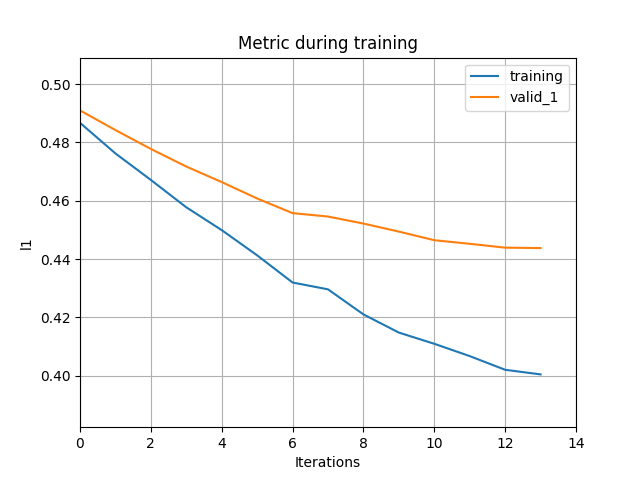 Metric during training
training
valid_1
0.50
0.48
0.46
0.44
0.42
0.40
l1
0 2 4 6 8 10 12 14
Iterations